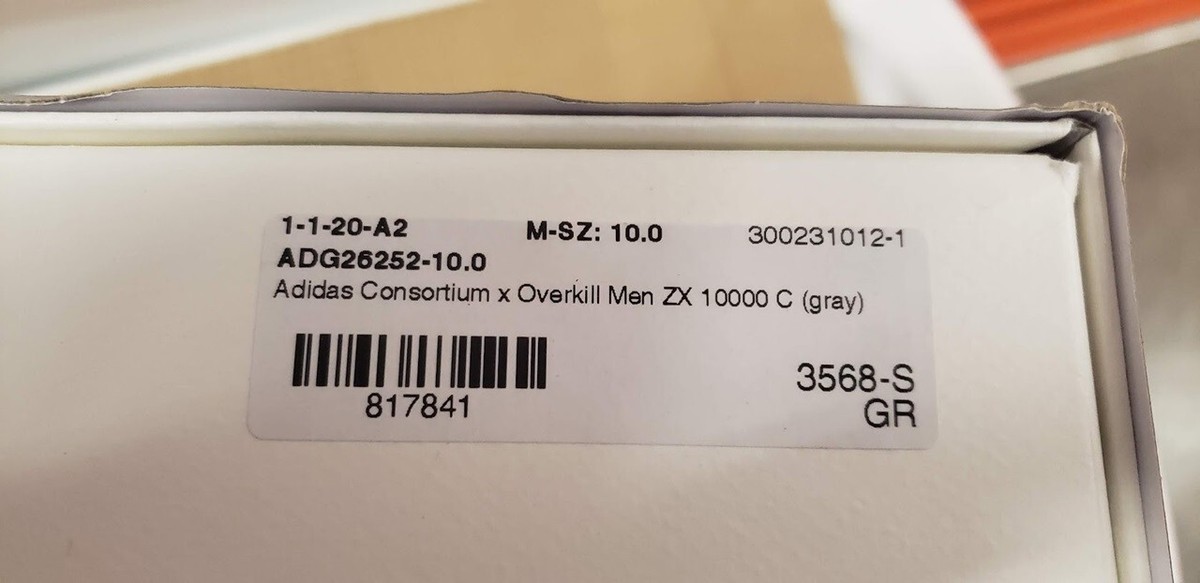 1-1-20-A2 M-SZ: 10.0 300231012-1
ADG26252-10.0
Adidas Consortium x Overkill Men ZX 10000 C (gray)
817841
3568-S
GR